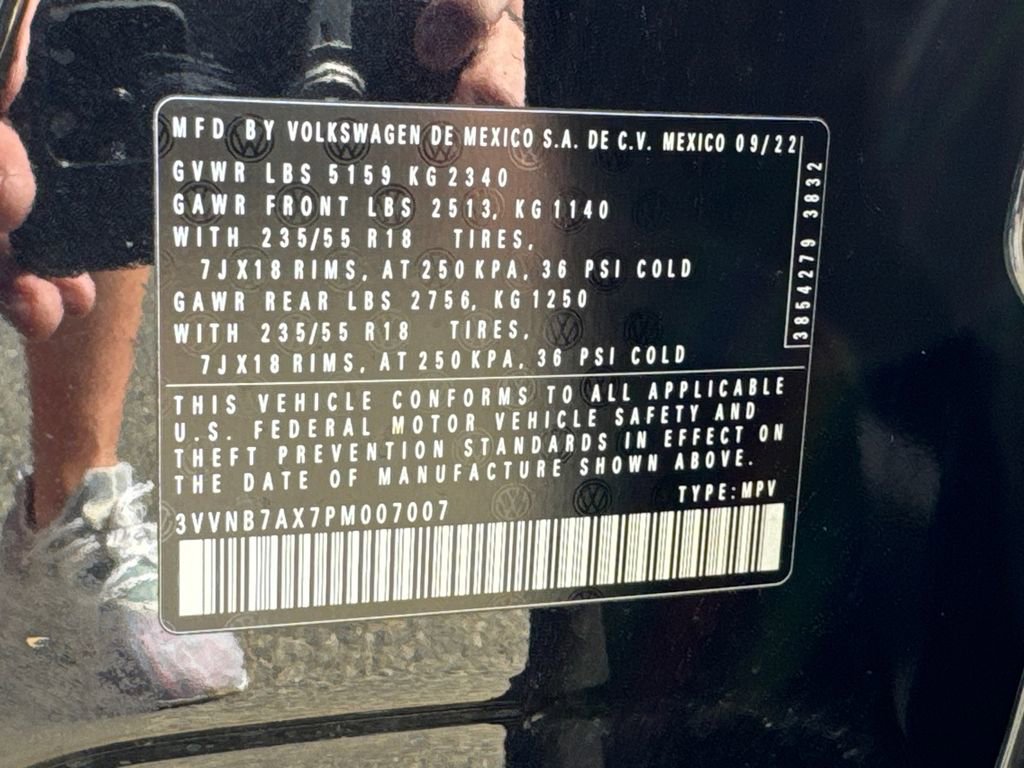 MFD BY VOLKSWAGEN DE MEXICO S.A. DE C.V. MEXICO 09/22
GVWR LBS 5159 KG 2340
GAWR FRONT LBS 2513, KG 1140
WITH 235/55 R18 TIRES,
7JX18 RIMS, AT 250 KPA, 36 PSI COLD
GAWR REAR LBS 2756, KG 1250
WITH 235/55 R18 TIRES,
7JX18 RIMS, AT 250 KPA, 36 PSI COLD
3854279 3832
THIS VEHICLE CONFORMS TO ALL APPLICABLE
U.S. FEDERAL MOTOR VEHICLE SAFETY AND
THEFT PREVENTION STANDARDS IN EFFECT ON
THE DATE OF MANUFACTURE SHOWN ABOVE.
TYPE: MPV
3VVNB7AX7PM007007